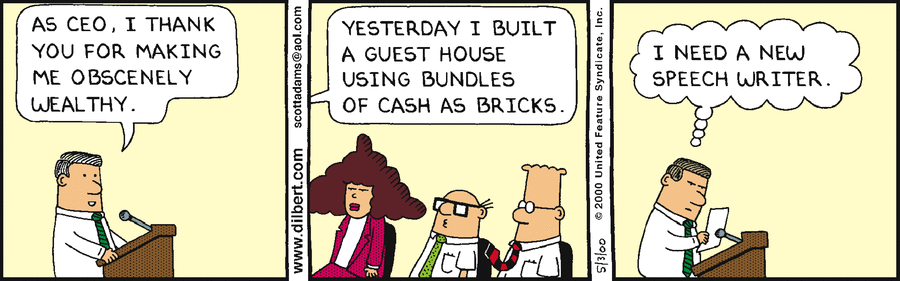 AS CEO, I THANK
YOU FOR MAKING
ME OBSCENELY
WEALTHY.
www.dilbert.com
scottadams@aol.com
YESTERDAY I BUILT
A GUEST HOUSE
USING BUNDLES
OF CASH AS BRICKS.
5/3/00
© 2000 United Feature Syndicate, Inc.
I NEED A NEW
SPEECH WRITER.